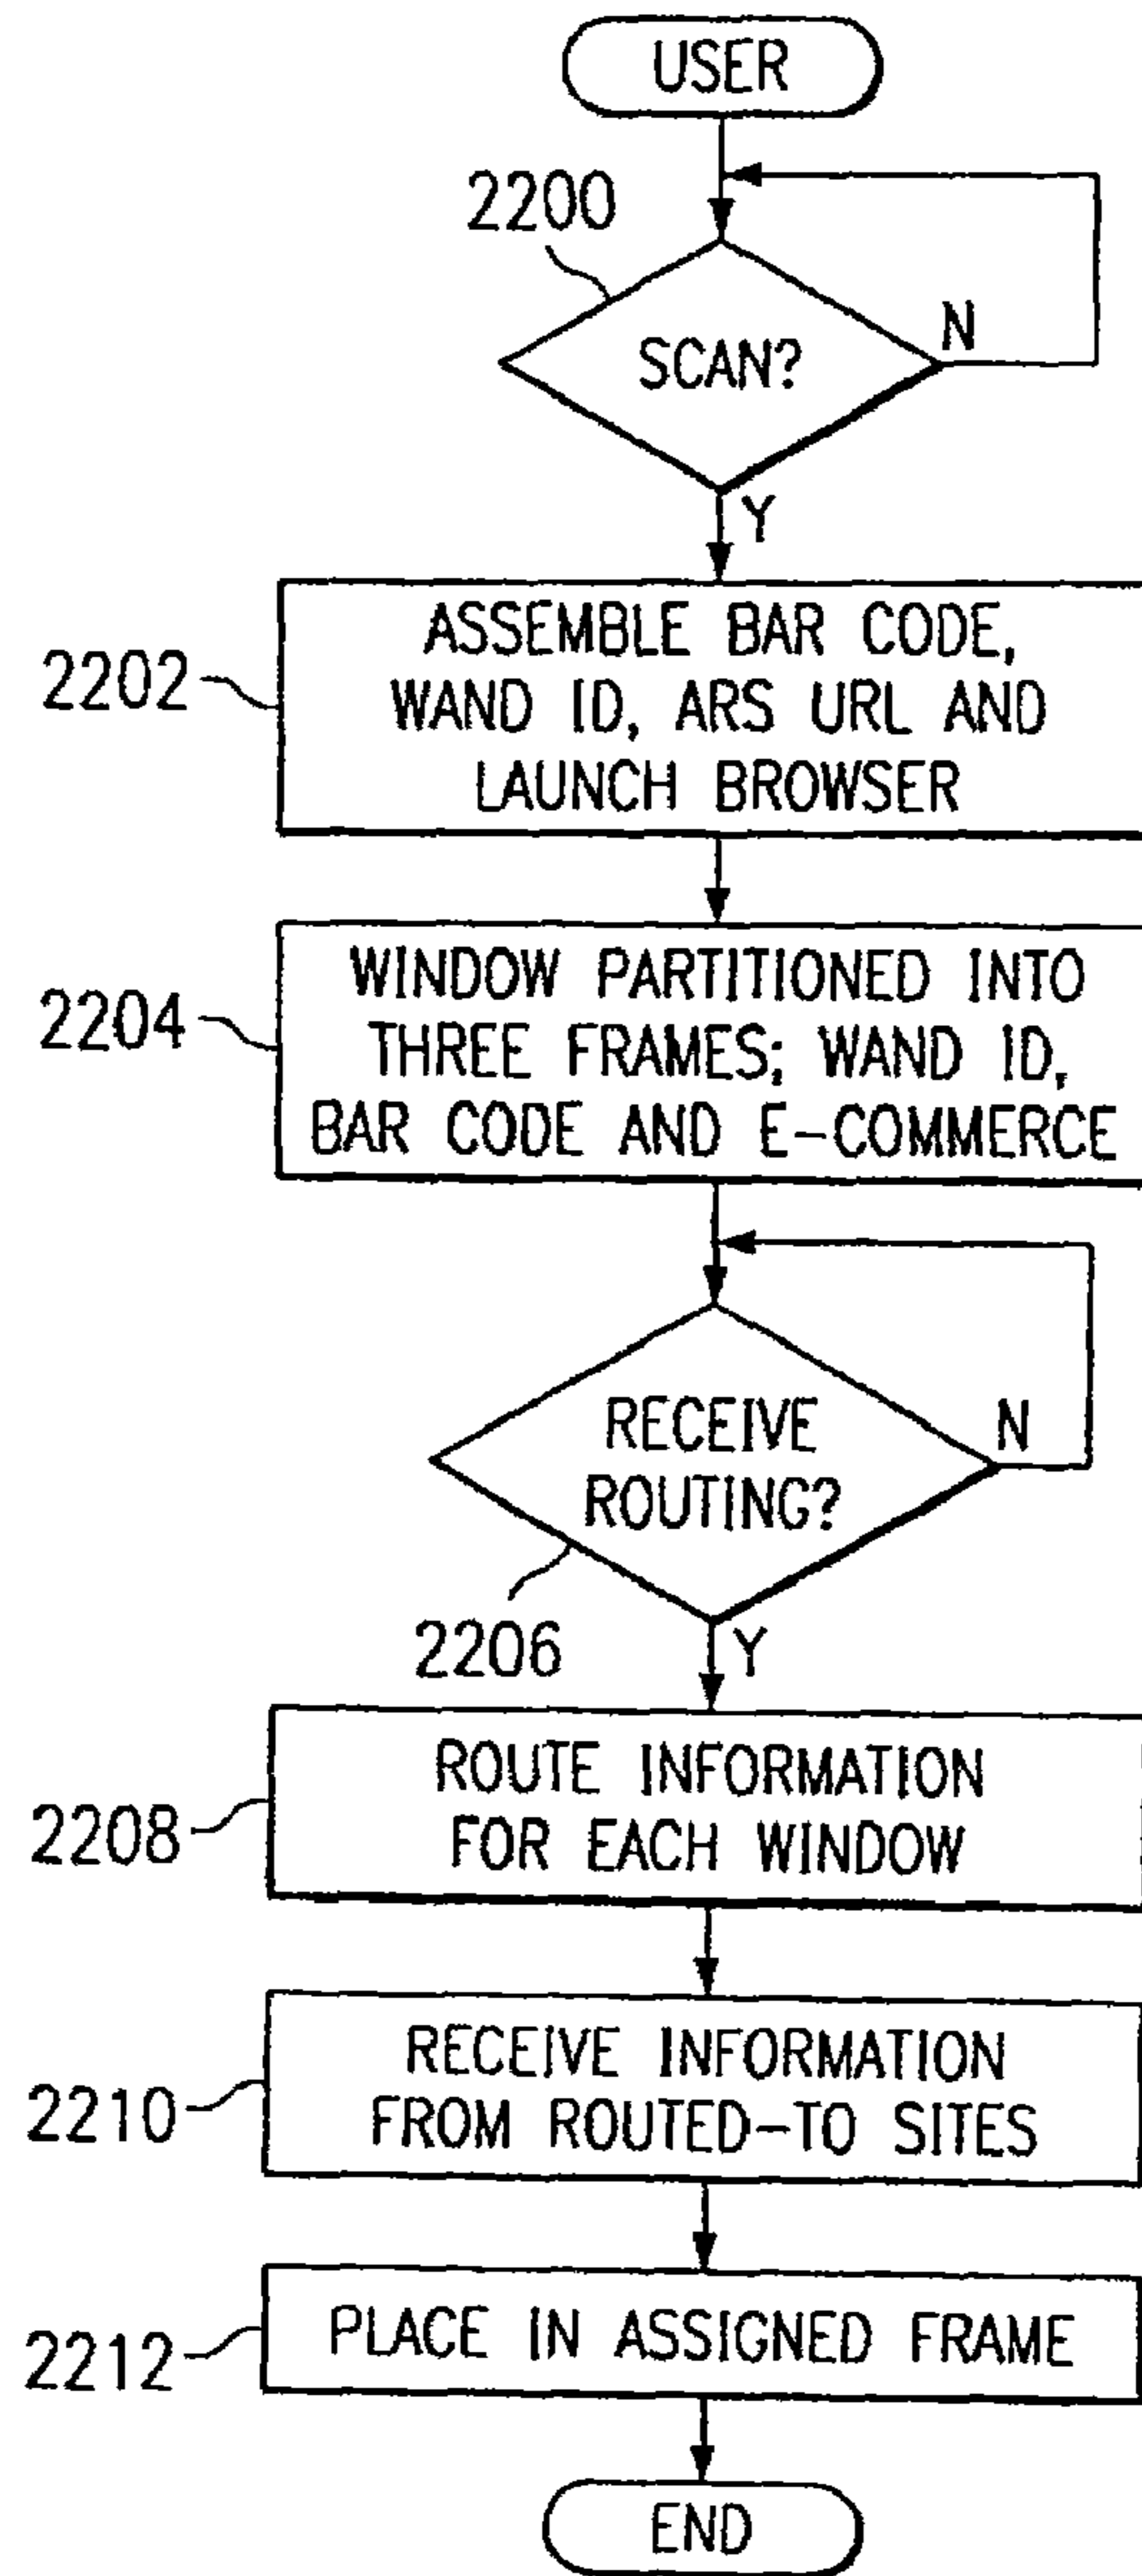 USER
2200
SCAN?
N
Y
2202
ASSEMBLE BAR CODE,
WAND ID, ARS URL AND
LAUNCH BROWSER
2204
WINDOW PARTITIONED INTO
THREE FRAMES; WAND ID,
BAR CODE AND E-COMMERCE
RECEIVE
ROUTING?
N
2206
Y
2208
ROUTE INFORMATION
FOR EACH WINDOW
2210
RECEIVE INFORMATION
FROM ROUTED-TO SITES
2212
PLACE IN ASSIGNED FRAME
END